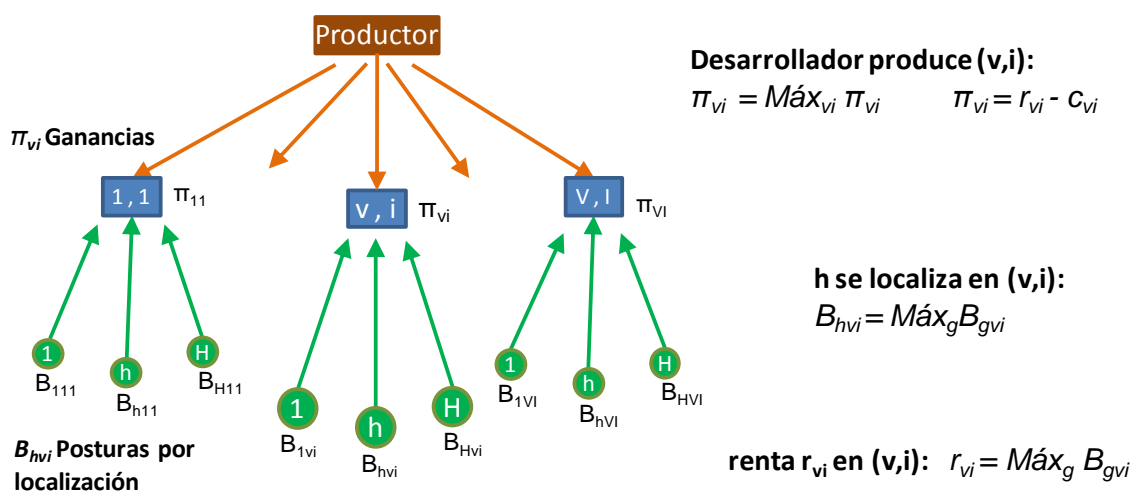 Productor
Desarrollador produce (v,i):
π_vi = Máx_vi π_vi π_vi = r_vi - c_vi
π_vi Ganancias
1 , 1 π_11
v , i π_vi
V , I π_VI
h se localiza en (v,i):
B_hvi = Máx_g B_gvi
1 h H
B_111 B_h11 B_H11
1 h H
B_1vi B_hvi B_Hvi
1 h H
B_1VI B_hVI B_HVI
B_hvi Posturas por
localización
renta r_vi en (v,i): r_vi = Máx_g B_gvi